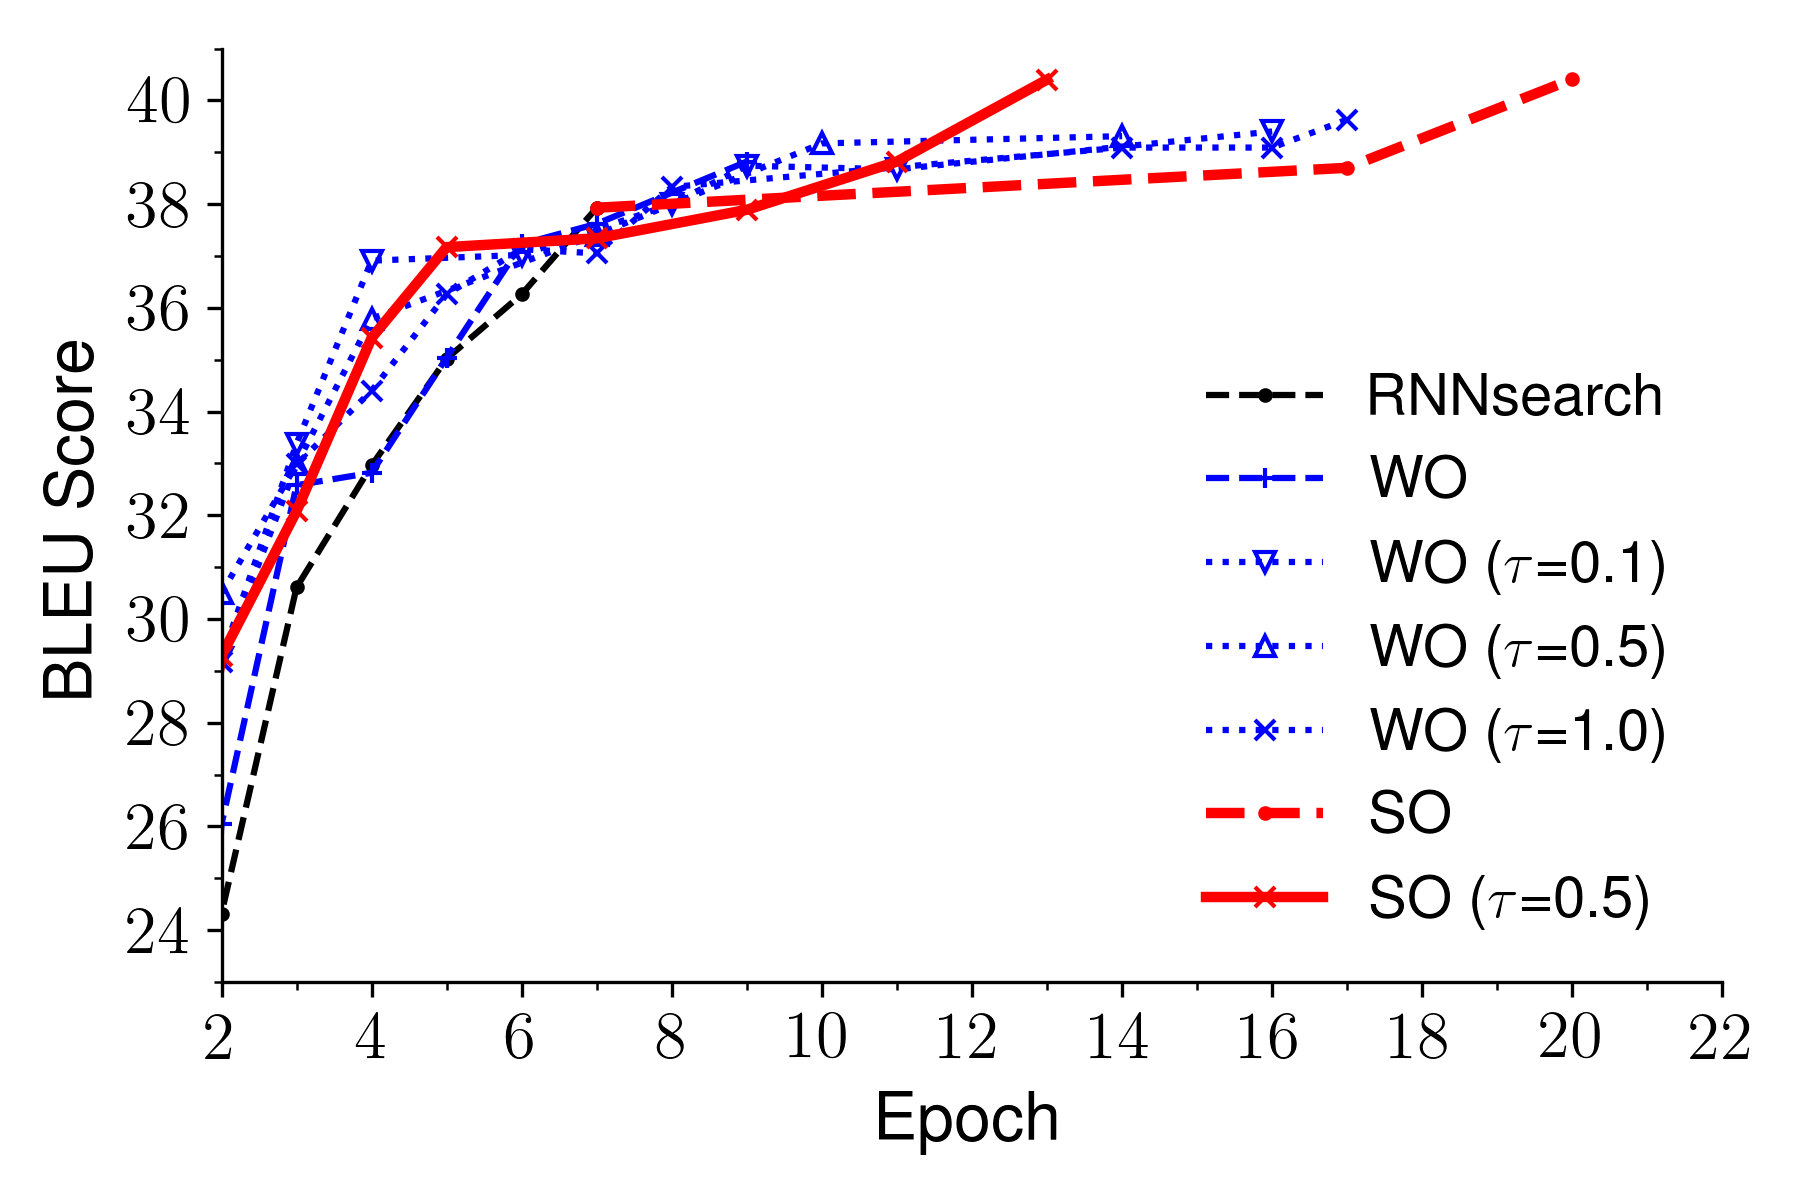 BLEU Score
40
38
36
34
32
30
28
26
24
2 4 6 8 10 12 14 16 18 20 22
Epoch
RNNsearch
WO
WO (τ=0.1)
WO (τ=0.5)
WO (τ=1.0)
SO
SO (τ=0.5)